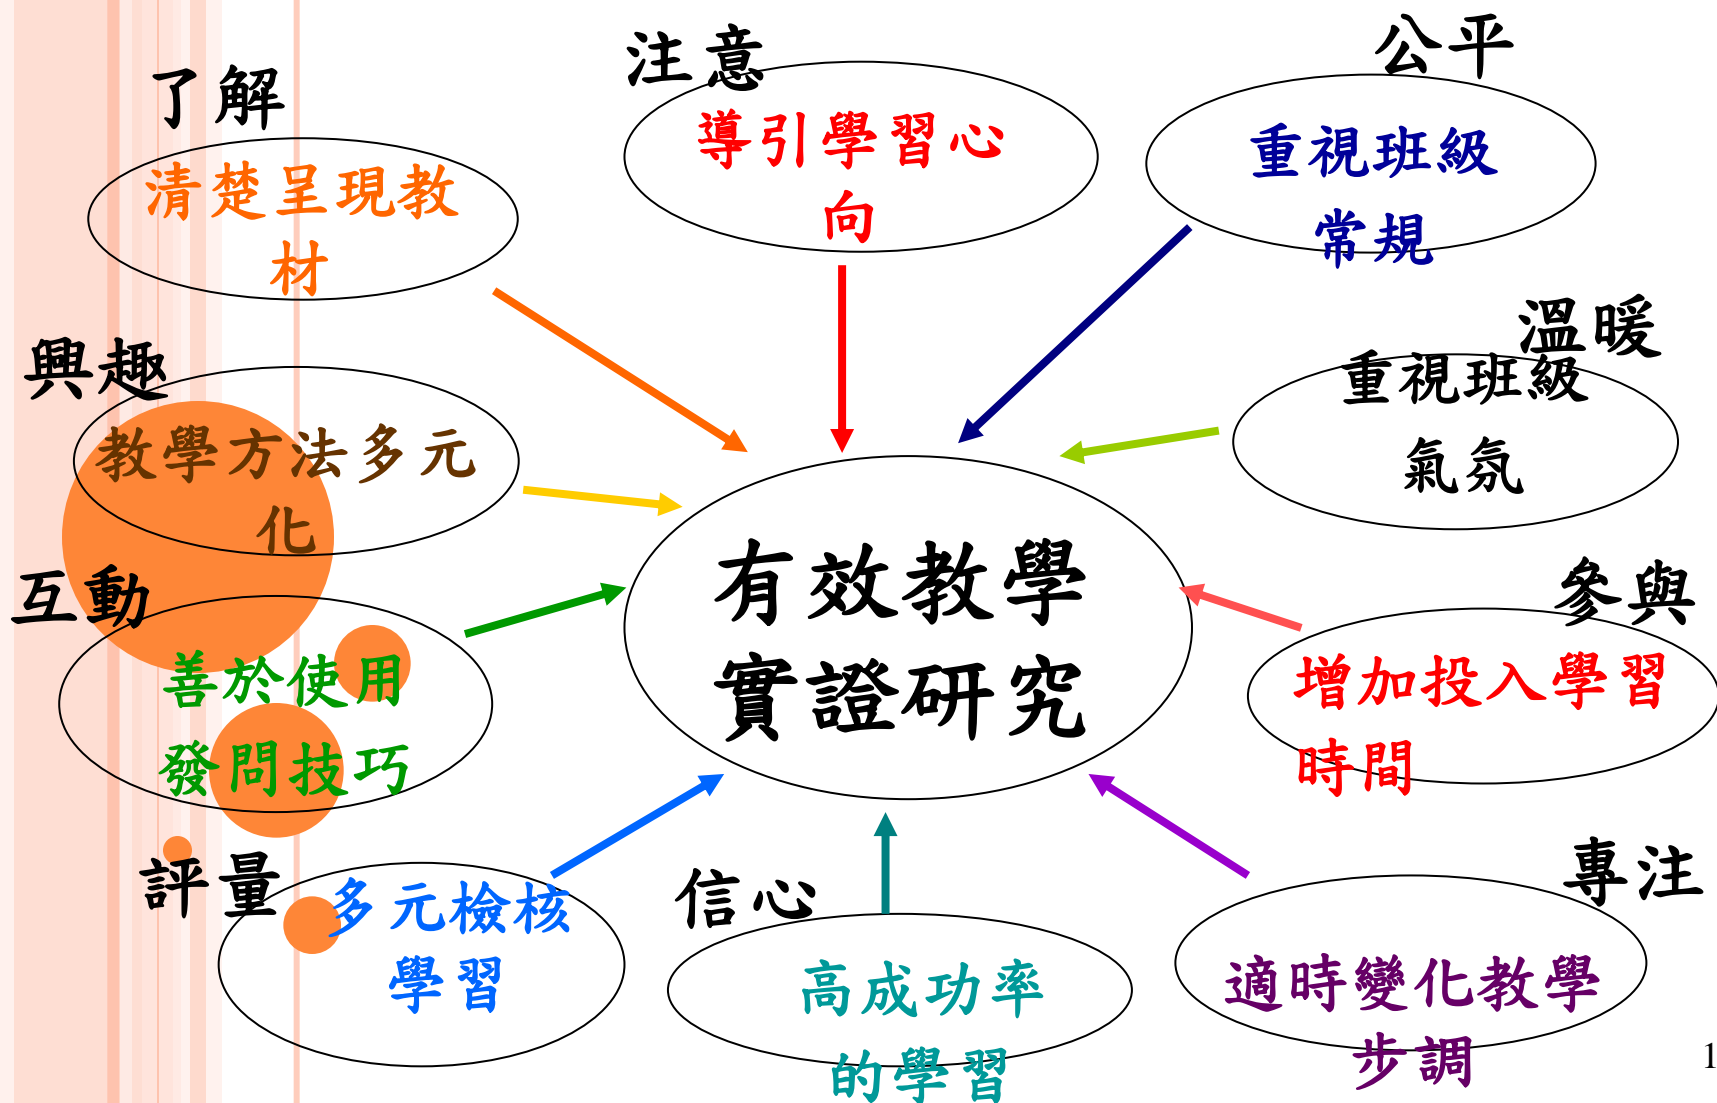 注意
公平
了解
導引學習心
向
重視班級
常規
清楚呈現教
材
溫暖
重視班級
氣氛
興趣
教學方法多元
化
有效教學
實證研究
互動
善於使用
發問技巧
參與
增加投入學習
時間
評量
多元檢核
學習
信心
高成功率
的學習
專注
適時變化教學
步調
1